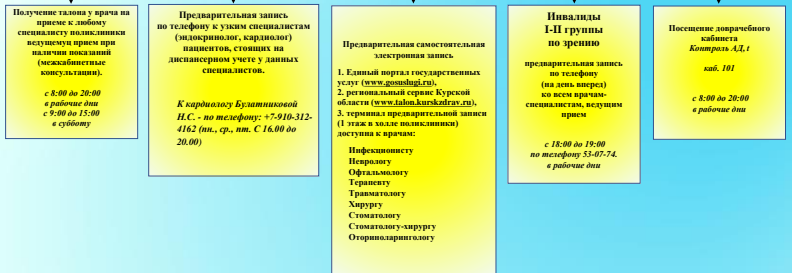 Получение талона у врача на
приеме к любому
специалисту поликлиники
ведущемуц прием при
наличии показаний
(межкабинетные
консультации).
с 8:00 до 20:00
в рабочие дни
с 9:00 до 15:00
в субботу
Предварительная запись
по телефону к узким специалистам
(эндокринолог, кардиолог)
пациентов, стоящих на
диспансерном учете у данных
специалистов.
К кардиологу Булатниковой
Н.С. - по телефону: +7-910-312-
4162 (пн., ср., пт. С 16.00 до
20.00)
Предварительная самостоятельная
электронная запись
1. Единый портал государственных
услуг (www.gosuslugi.ru),
2. региональный сервис Курской
области (www.talon.kurskzdrav.ru),
3. терминал предварительной записи
(1 этаж в холле поликлиники)
доступна к врачам:
Инфекционисту
Неврологу
Офтальмологу
Терапевту
Травматологу
Хирургу
Стоматологу
Стоматологу-хирургу
Оториноларингологу
Инвалиды
I-II группы
по зрению
предварительная запись
по телефону
(на день вперед)
ко всем врачам-
специалистам, ведущим
прием
с 18:00 до 19:00
по телефону 53-07-74.
в рабочие дни
Посещение доврачебного
кабинета
Контроль АД, t
каб. 101
с 8:00 до 20:00
в рабочие дни